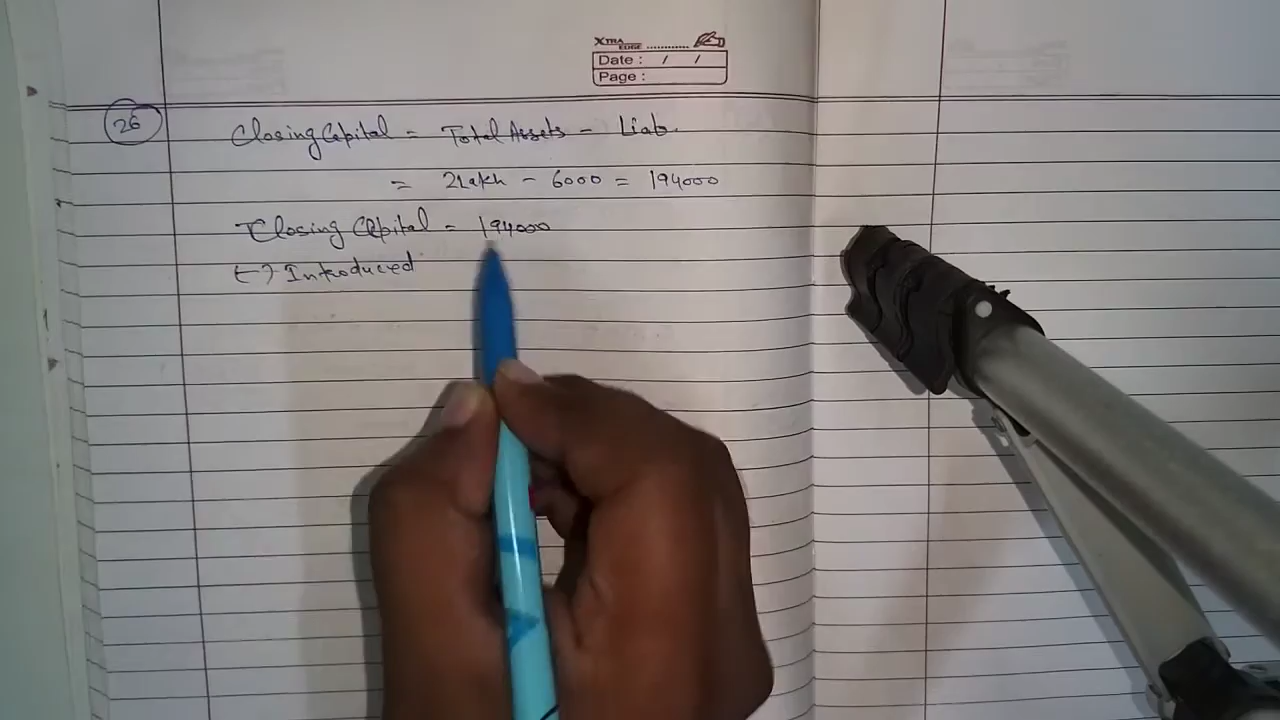 XTRA EDGE ............
Date : / /
Page :
26
Closing Capital = Total Assets - Liab.
= 2Lakh - 6000 = 194000
Closing Capital = 194000
(-) Introduced